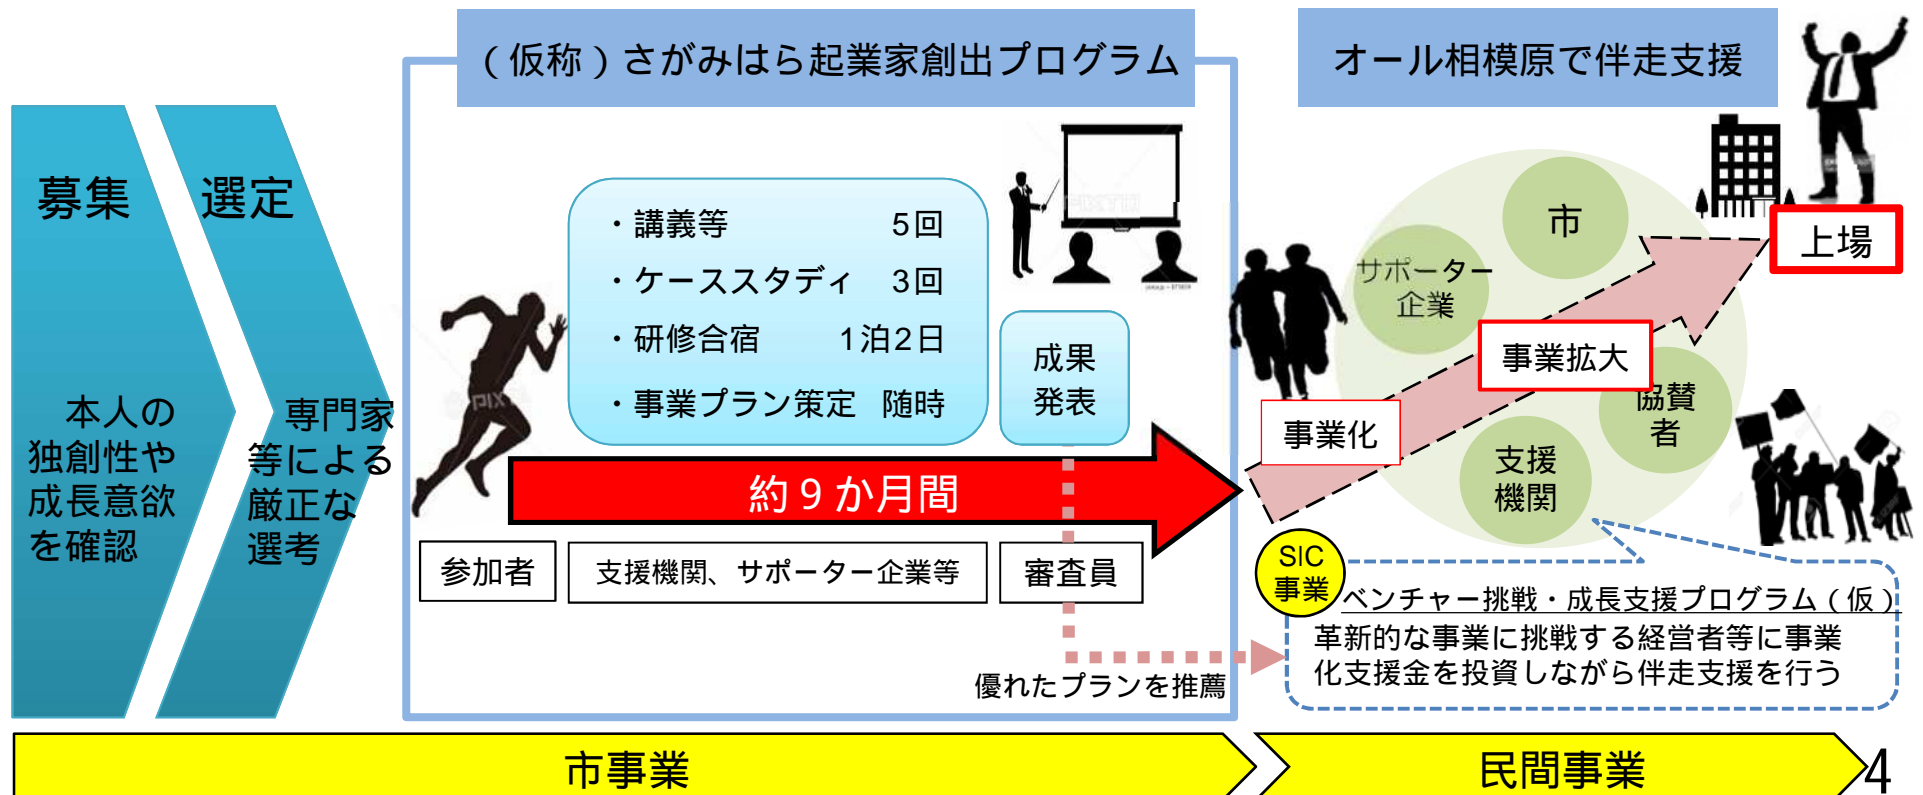 （仮称）さがみはら起業家創出プログラム
オール相模原で伴走支援
募集
選定
本人の
独創性や
成長意欲
を確認
専門家
等による
厳正な
選考
・講義等 5回
・ケーススタディ 3回
・研修合宿 1泊2日
・事業プラン策定 随時
成果
発表
約９か月間
参加者
支援機関、サポーター企業等
審査員
優れたプランを推薦
市
サポーター
企業
上場
事業拡大
協賛
者
事業化
支援
機関
SIC
事業
ベンチャー挑戦・成長支援プログラム（仮）
革新的な事業に挑戦する経営者等に事業
化支援金を投資しながら伴走支援を行う
市事業
民間事業
4